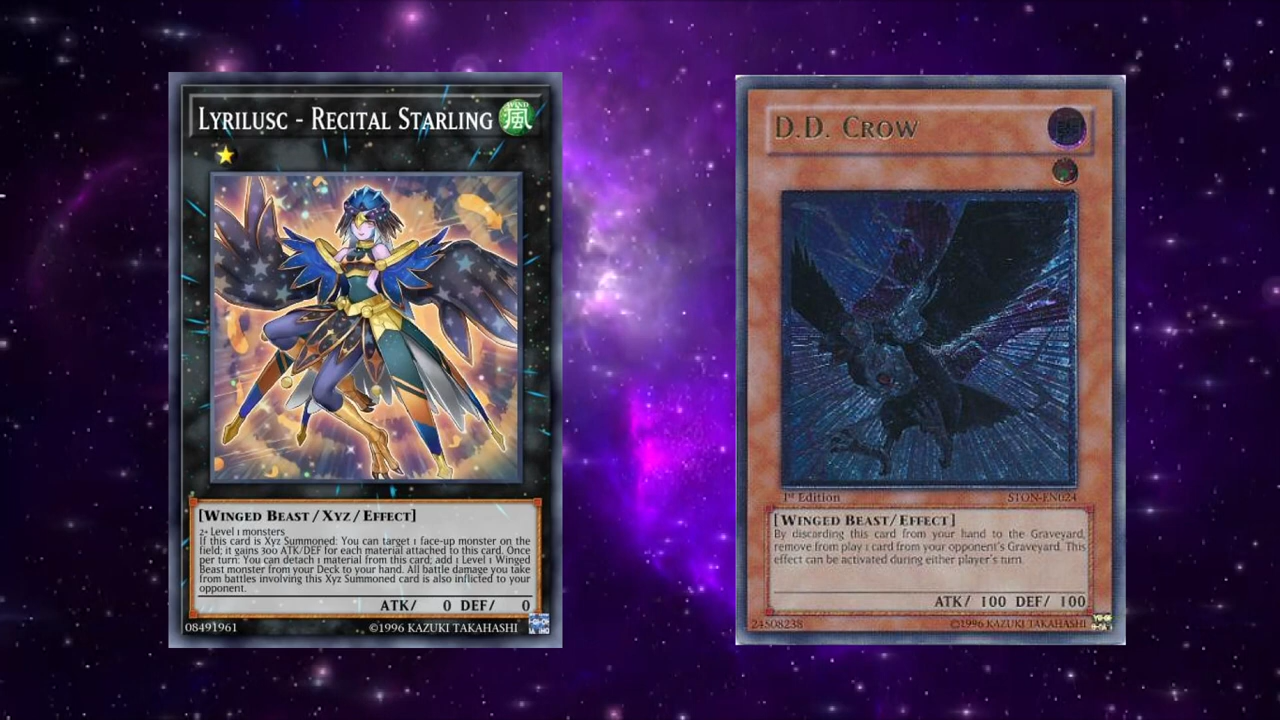 LYRILUSC - RECITAL STARLING
WIND
風
[WINGED BEAST/XYZ/EFFECT]
2+ Level 1 monsters
If this card is Xyz Summoned: You can target 1 face-up monster on the
field; it gains 300 ATK/DEF for each material attached to this card. Once
per turn: You can detach 1 material from this card; add 1 Level 1 Winged
Beast monster from your Deck to your hand. All battle damage you take
from battles involving this Xyz Summoned card is also inflicted to your
opponent.
ATK/ 0 DEF/ 0
08491961
©1996 KAZUKI TAKAHASHI
D.D. CROW
1st Edition
STON-EN024
[WINGED BEAST/EFFECT]
By discarding this card from your hand to the Graveyard,
remove from play 1 card from your opponent's Graveyard. This
effect can be activated during either player's turn.
ATK/ 100 DEF/ 100
24508238
©1996 KAZUKI TAKAHASHI